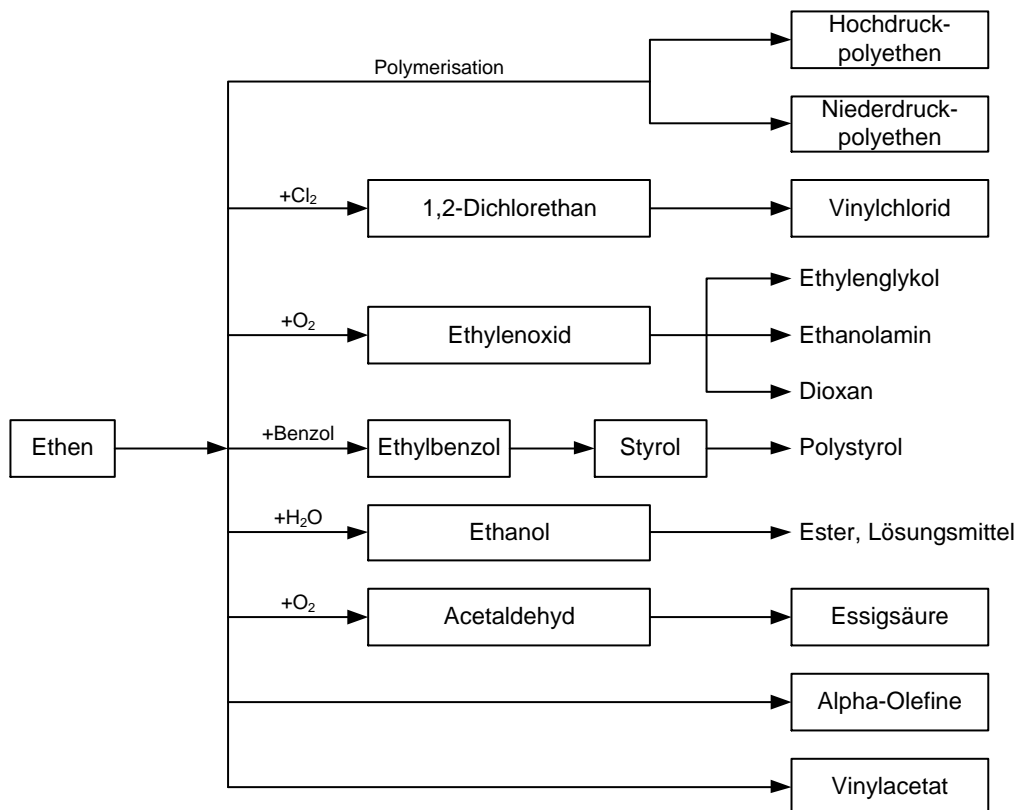 Hochdruck-
polyethen
Polymerisation
Niederdruck-
polyethen
+Cl₂
1,2-Dichlorethan
Vinylchlorid
Ethylenglykol
+O₂
Ethylenoxid
Ethanolamin
Dioxan
Ethen
+Benzol
Ethylbenzol
Styrol
Polystyrol
+H₂O
Ethanol
Ester, Lösungsmittel
+O₂
Acetaldehyd
Essigsäure
Alpha-Olefine
Vinylacetat